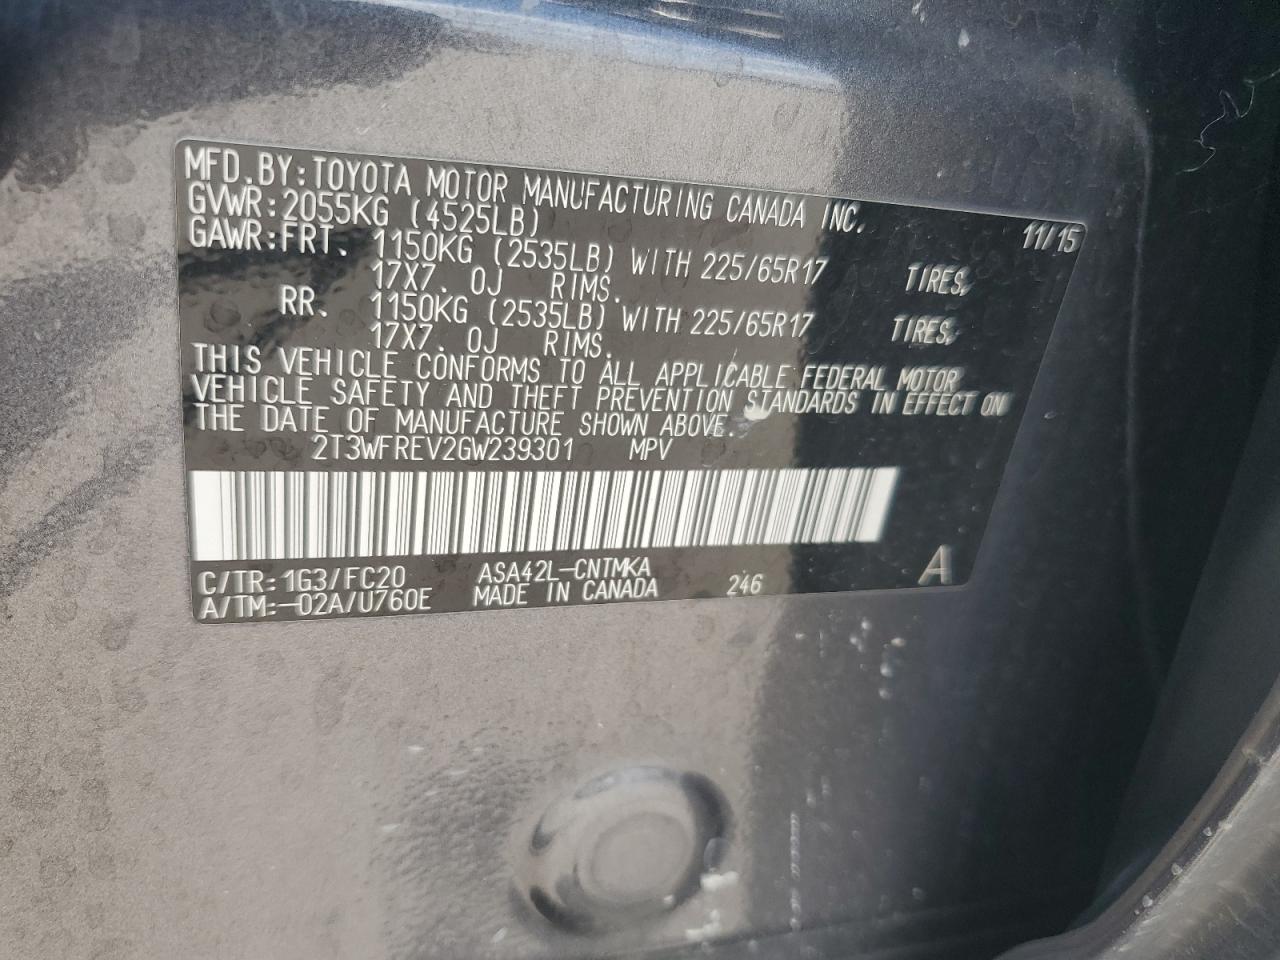 MFD.BY:TOYOTA MOTOR MANUFACTURING CANADA INC. 11/15
GVWR:2055KG (4525LB)
GAWR:FRT. 1150KG (2535LB) WITH 225/65R17 TIRES,
17X7. 0J RIMS.
RR. 1150KG (2535LB) WITH 225/65R17 TIRES,
17X7. 0J RIMS.
THIS VEHICLE CONFORMS TO ALL APPLICABLE FEDERAL MOTOR
VEHICLE SAFETY AND THEFT PREVENTION STANDARDS IN EFFECT ON
THE DATE OF MANUFACTURE SHOWN ABOVE.
2T3WFREV2GW239301 MPV
C/TR:1G3/FC20 ASA42L-CNTMKA 246 A
A/TM:-02A/U760E MADE IN CANADA